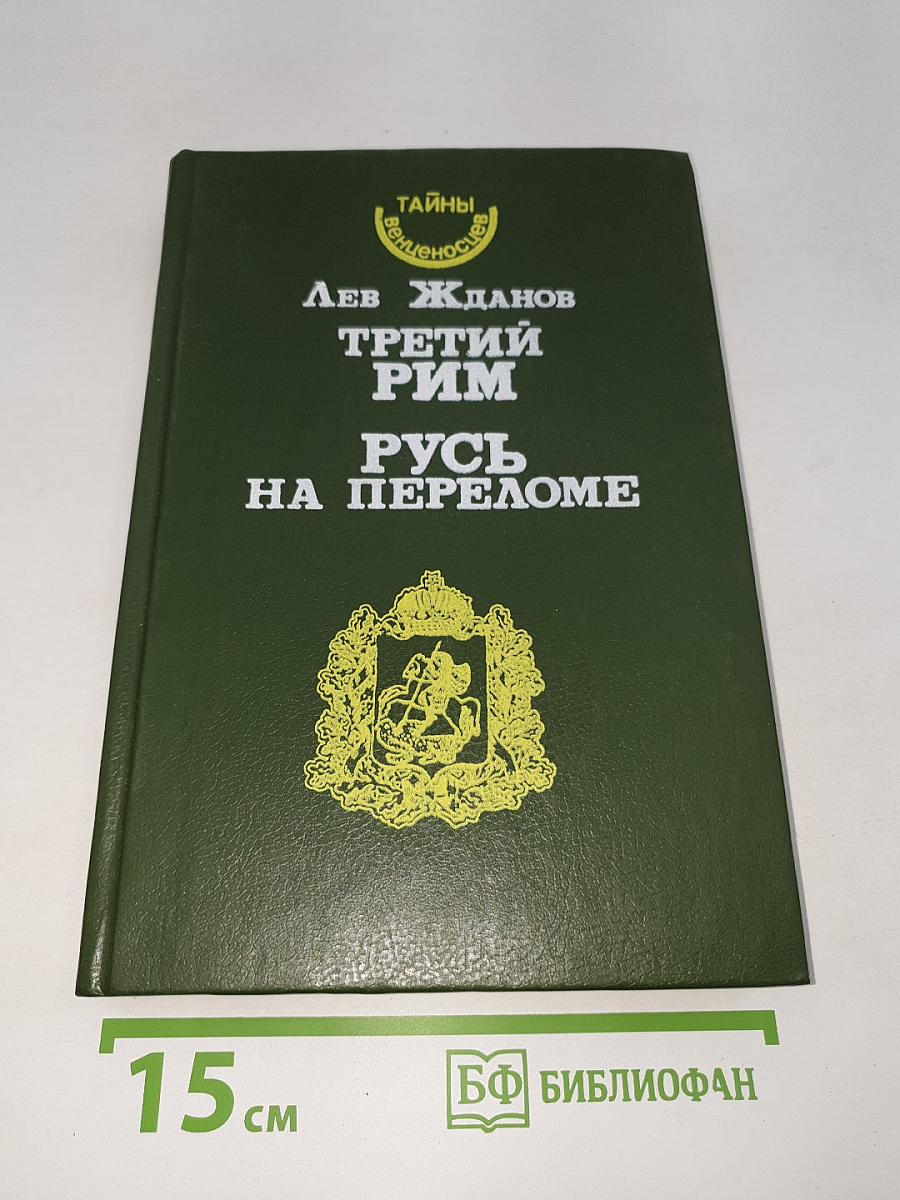 ТАЙНЫ
венценосцев
Лев Жданов
ТРЕТИЙ
РИМ
РУСЬ
НА ПЕРЕЛОМЕ
15 см
БФ БИБЛИОФАН